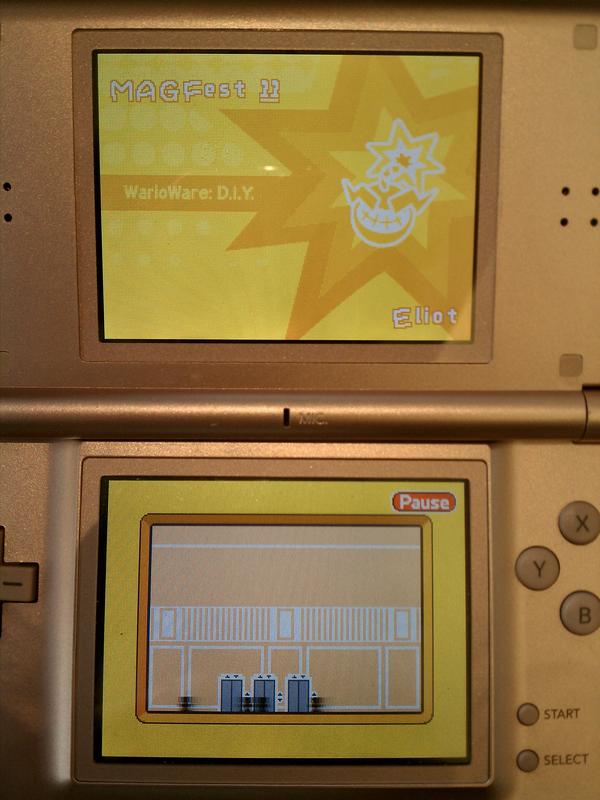 MAGFest 11
WarioWare: D.I.Y.
Eliot
MIC.
Pause
X
Y
B
START
SELECT